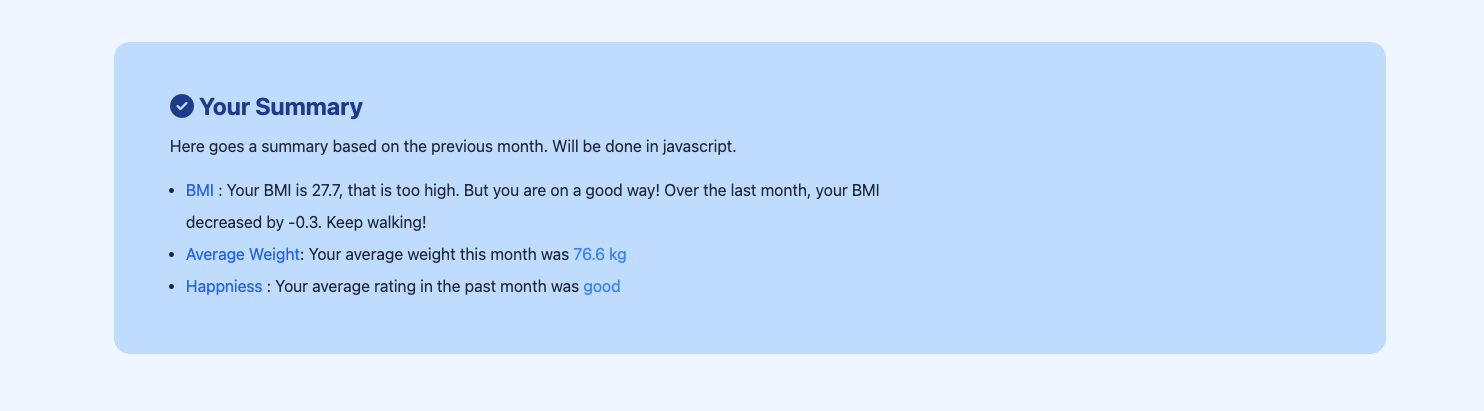 Your Summary
Here goes a summary based on the previous month. Will be done in javascript.
• BMI : Your BMI is 27.7, that is too high. But you are on a good way! Over the last month, your BMI
decreased by -0.3. Keep walking!
• Average Weight: Your average weight this month was 76.6 kg
• Happniess : Your average rating in the past month was good